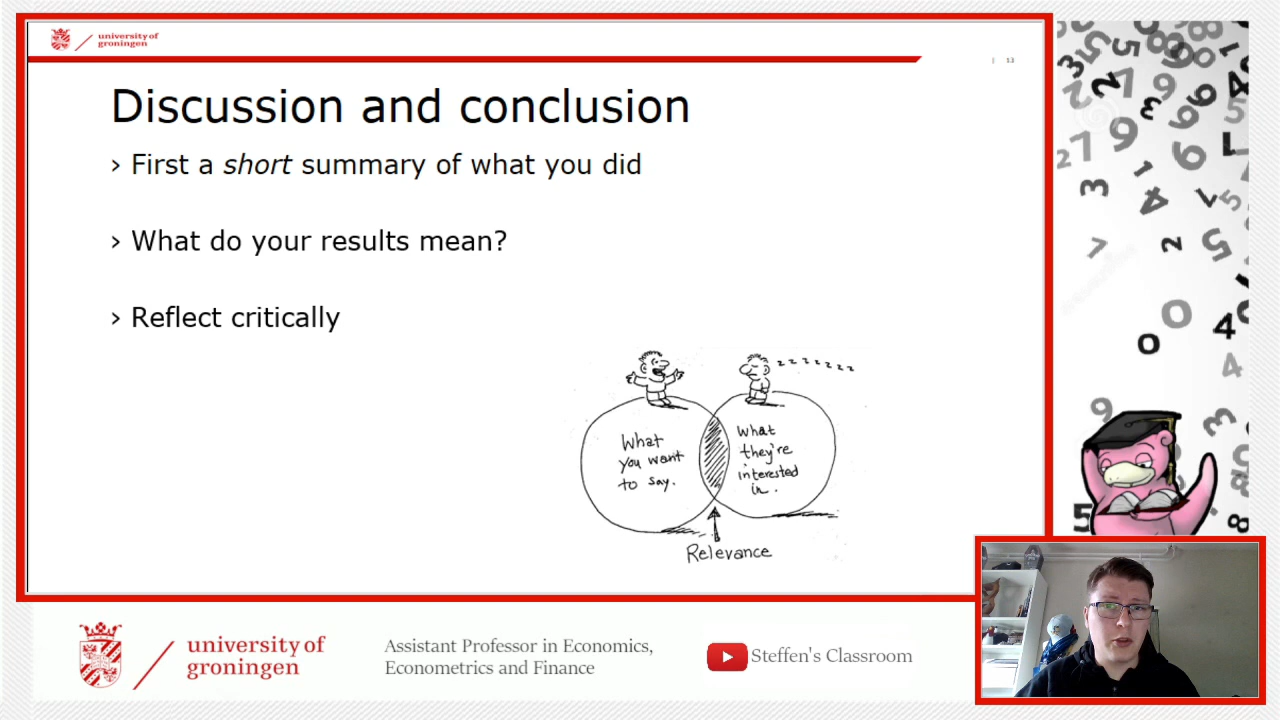 university of
groningen
| 13
Discussion and conclusion
› First a short summary of what you did
› What do your results mean?
› Reflect critically
z z z z z z z
What
you want
to say.
What
they're
interested
in.
Relevance
university of
groningen
Assistant Professor in Economics,
Econometrics and Finance
Steffen's Classroom